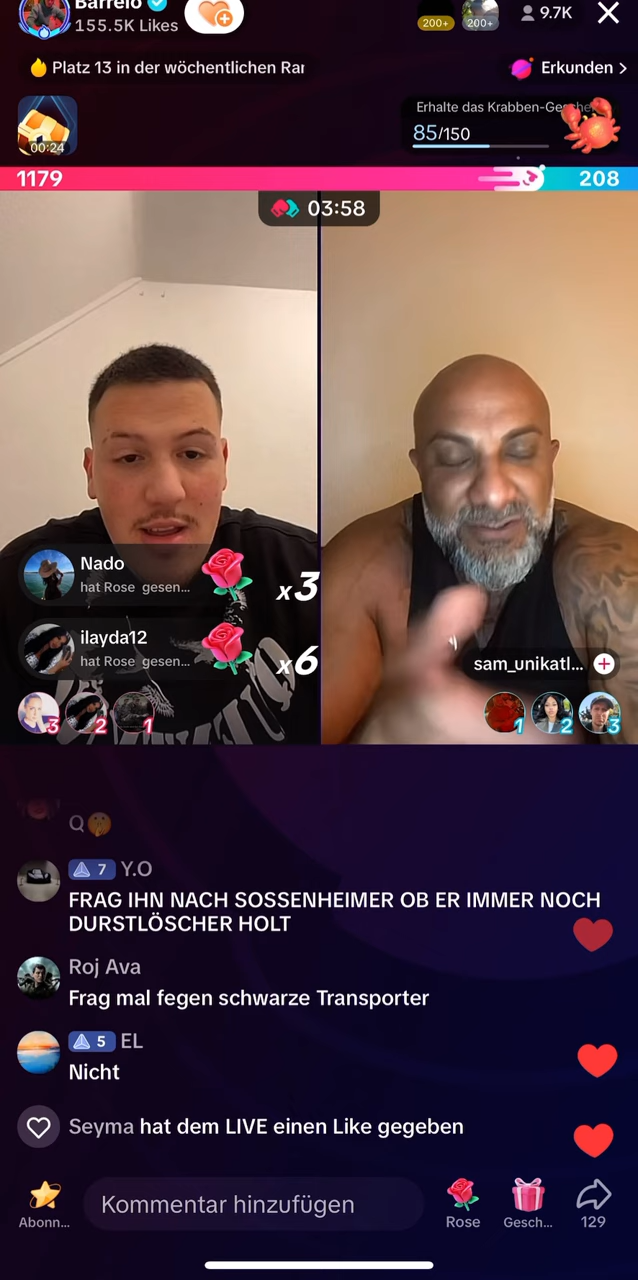 Barrelo
155.5K Likes
200+
200+
9.7K
Platz 13 in der wöchentlichen Rar
Erkunden >
00:24
Erhalte das Krabben-Geschenk
85/150
1179
208
03:58
Nado
hat Rose gesen...
x3
ilayda12
hat Rose gesen...
x6
sam_unikatl...
3
2
1
1
2
3
Q
7 Y.O
FRAG IHN NACH SOSSENHEIMER OB ER IMMER NOCH
DURSTLÖSCHER HOLT
Roj Ava
Frag mal fegen schwarze Transporter
5 EL
Nicht
Seyma hat dem LIVE einen Like gegeben
Abonn...
Kommentar hinzufügen
Rose
Gesch...
129